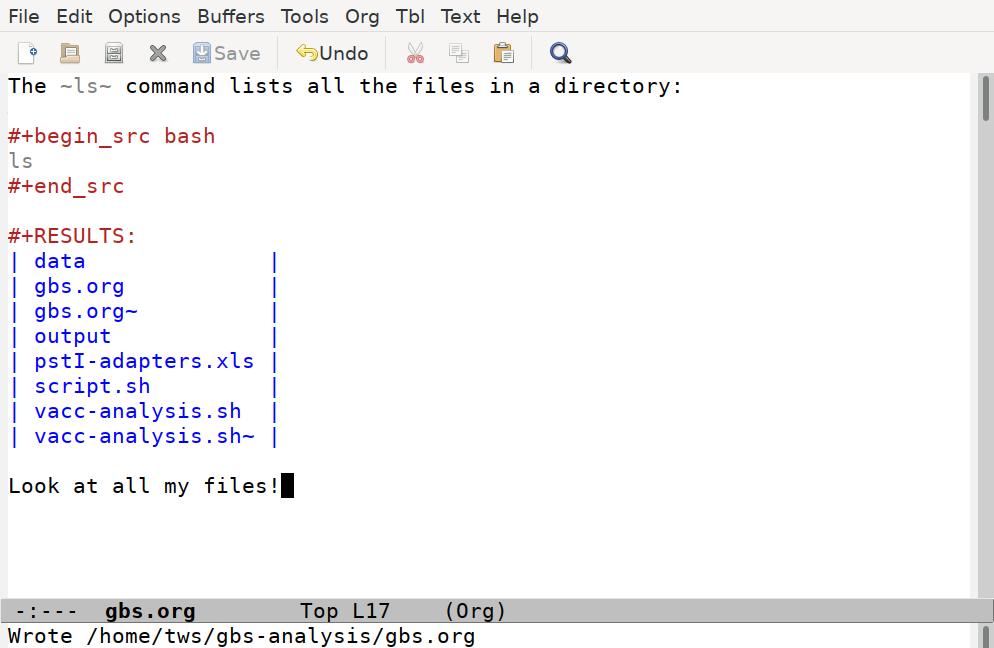 File Edit Options Buffers Tools Org Tbl Text Help
Save Undo
The ~ls~ command lists all the files in a directory:
#+begin_src bash
ls
#+end_src
#+RESULTS:
| data |
| gbs.org |
| gbs.org~ |
| output |
| pstI-adapters.xls |
| script.sh |
| vacc-analysis.sh |
| vacc-analysis.sh~ |
Look at all my files!
-:--- gbs.org Top L17 (Org)
Wrote /home/tws/gbs-analysis/gbs.org